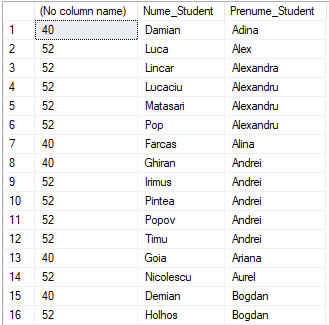 (No column name) Nume_Student Prenume_Student
1 40 Damian Adina
2 52 Luca Alex
3 52 Lincar Alexandra
4 52 Lucaciu Alexandru
5 52 Matasari Alexandru
6 52 Pop Alexandru
7 40 Farcas Alina
8 40 Ghiran Andrei
9 52 Irimus Andrei
10 52 Pintea Andrei
11 52 Popov Andrei
12 52 Timu Andrei
13 40 Goia Ariana
14 52 Nicolescu Aurel
15 40 Demian Bogdan
16 52 Holhos Bogdan